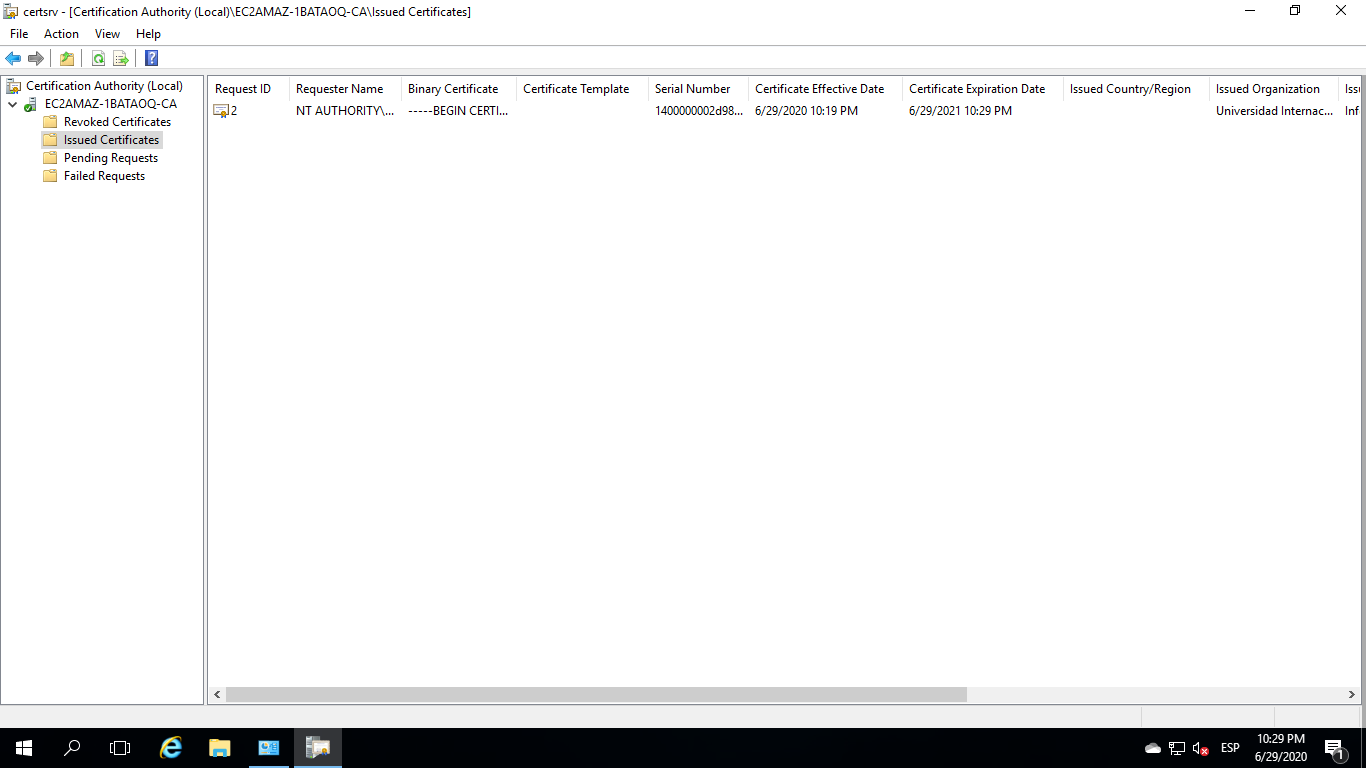 certsrv - [Certification Authority (Local)\EC2AMAZ-1BATAOQ-CA\Issued Certificates]
File Action View Help
Certification Authority (Local)
EC2AMAZ-1BATAOQ-CA
Revoked Certificates
Issued Certificates
Pending Requests
Failed Requests
Request ID Requester Name Binary Certificate Certificate Template Serial Number Certificate Effective Date Certificate Expiration Date Issued Country/Region Issued Organization Issu
2 NT AUTHORITY\... -----BEGIN CERTI... 1400000002d98... 6/29/2020 10:19 PM 6/29/2021 10:29 PM Universidad Internac... Inf
ESP
10:29 PM
6/29/2020
1